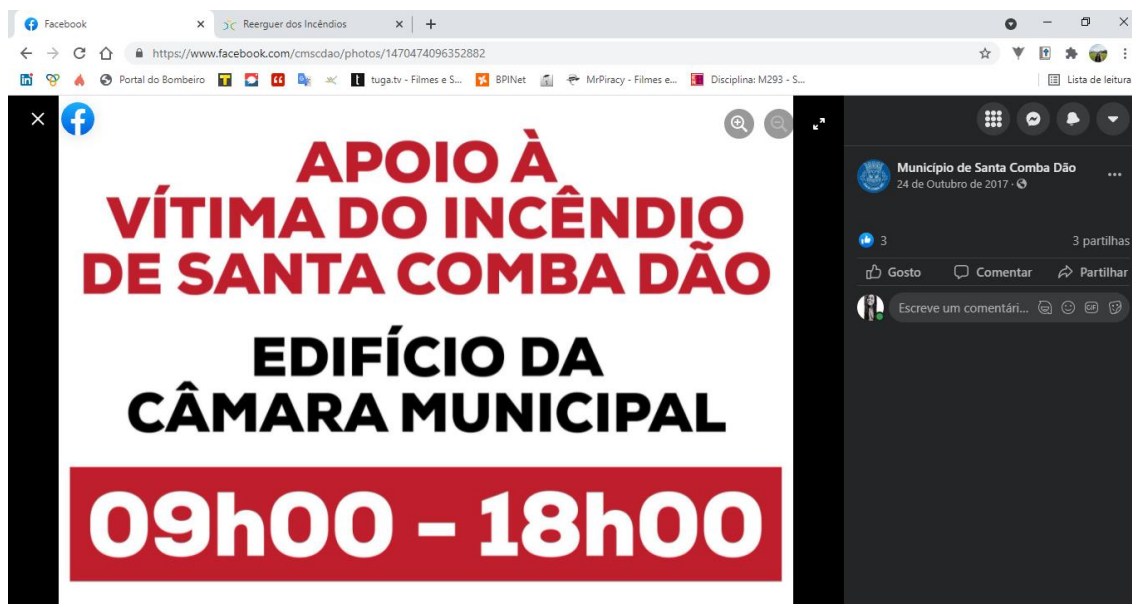 Facebook
Reerguer dos Incêndios
https://www.facebook.com/cmscdao/photos/1470474096352882
Portal do Bombeiro
tuga.tv - Filmes e S...
BPINet
MrPiracy - Filmes e...
Disciplina: M293 - S...
Lista de leitura
APOIO À
VÍTIMA DO INCÊNDIO
DE SANTA COMBA DÃO
EDIFÍCIO DA
CÂMARA MUNICIPAL
09h00 - 18h00
Município de Santa Comba Dão
24 de Outubro de 2017 ·
3
3 partilhas
Gosto
Comentar
Partilhar
Escreve um comentári...
GIF